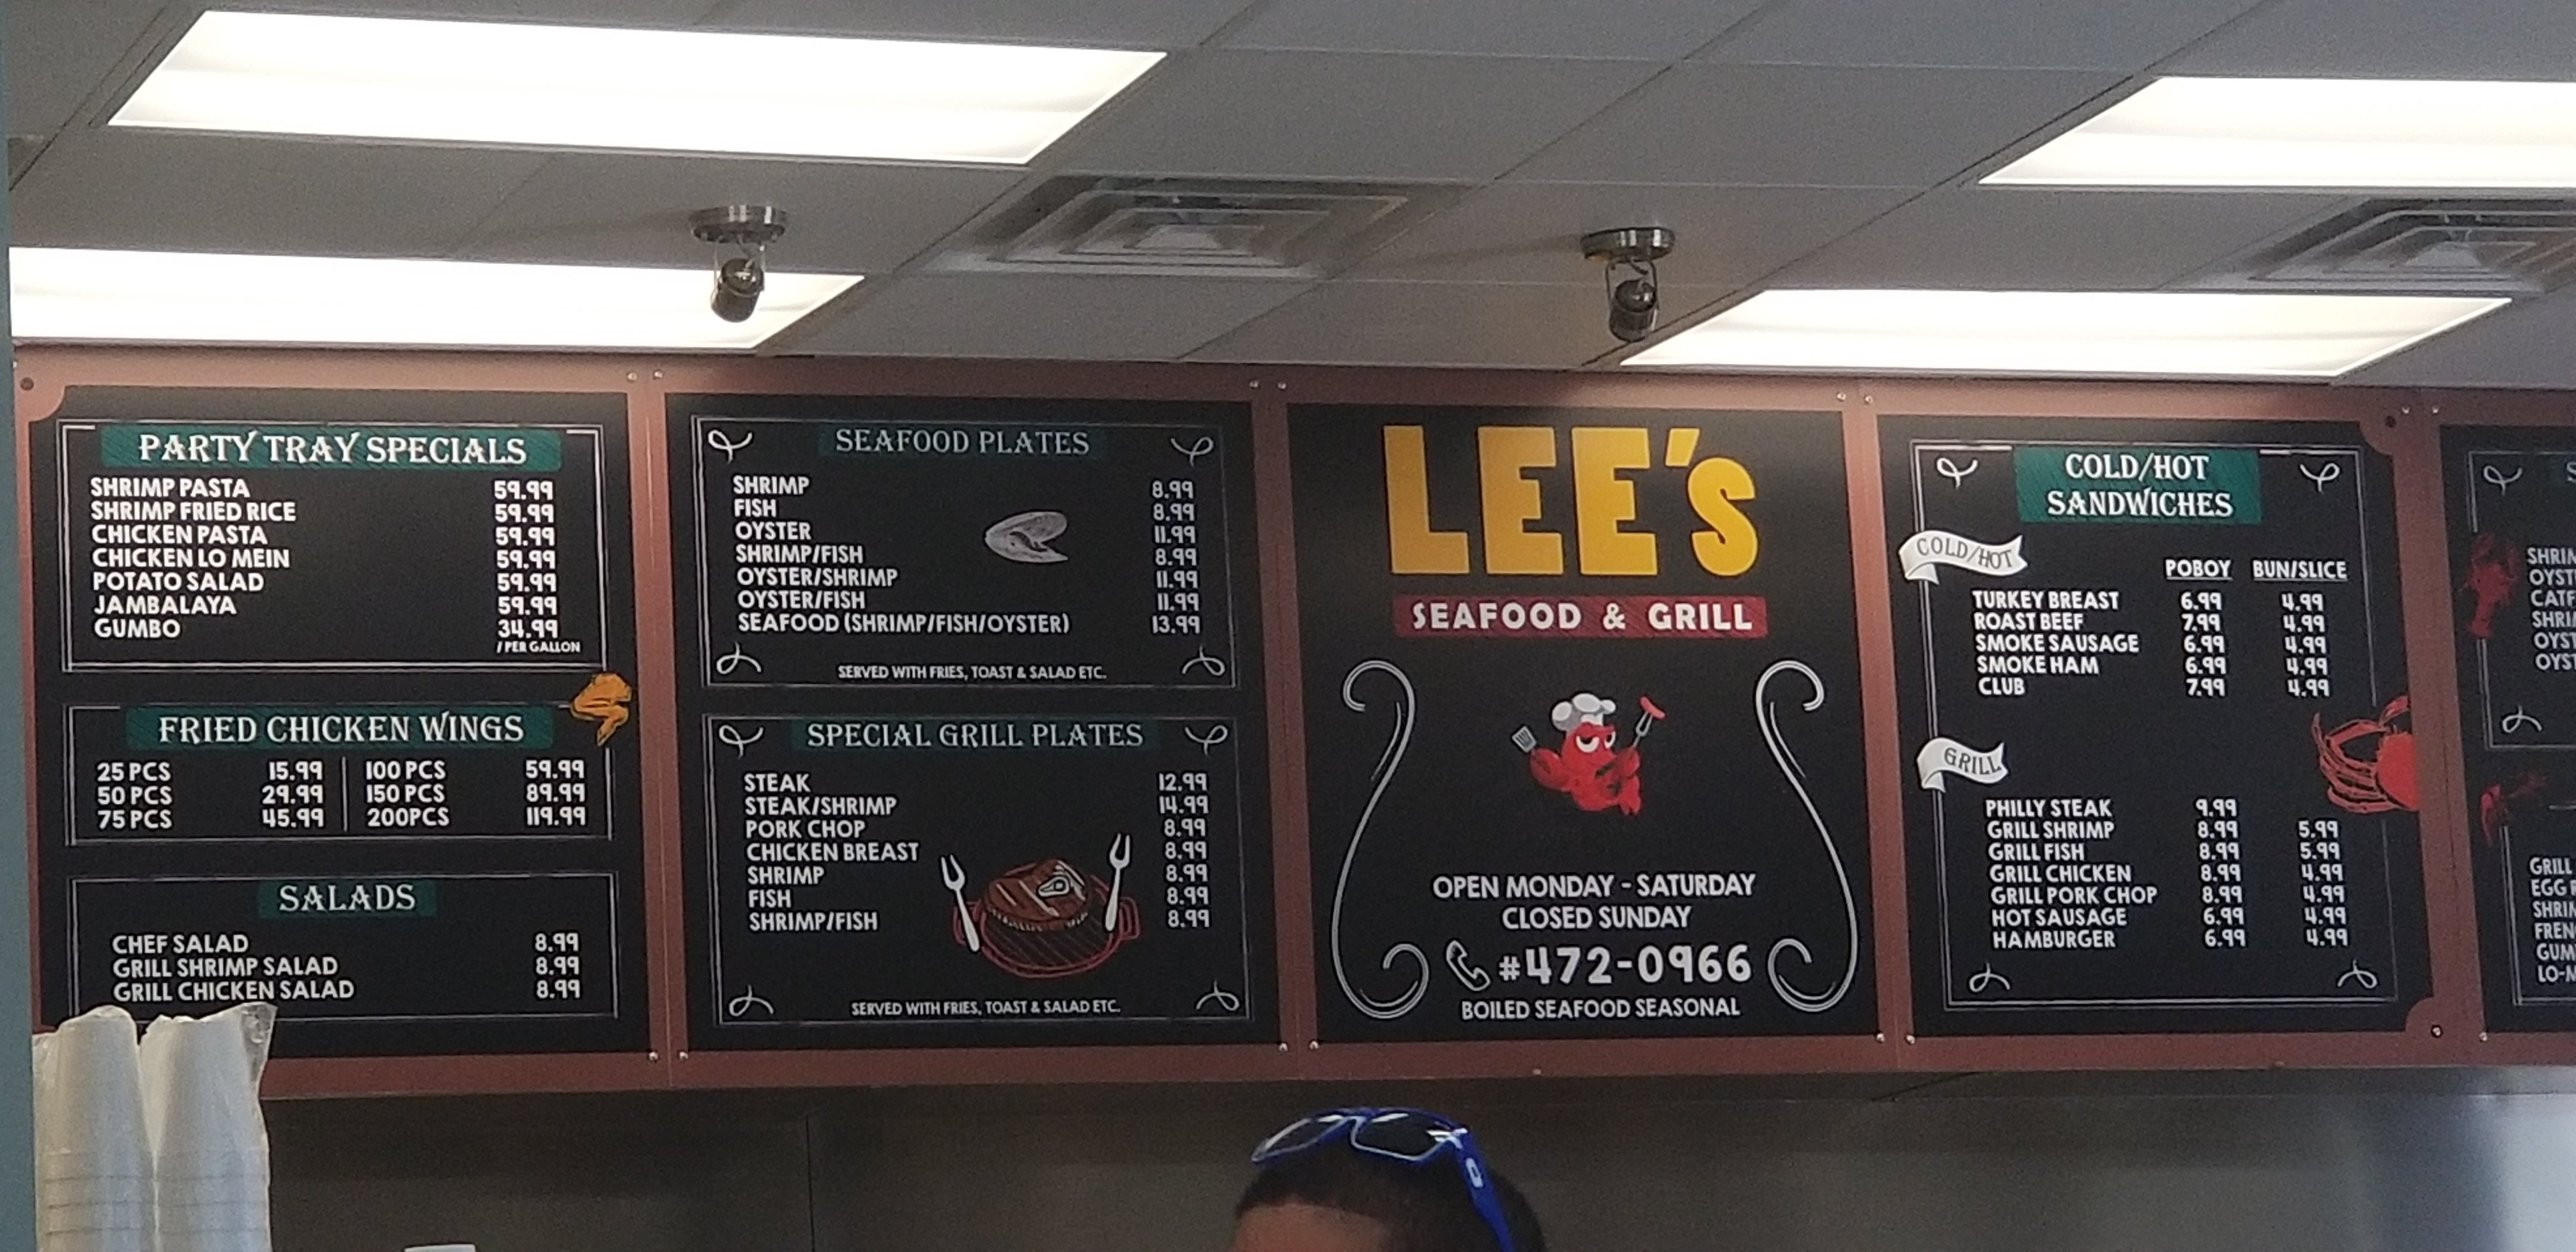 PARTY TRAY SPECIALS
SHRIMP PASTA 59.99
SHRIMP FRIED RICE 59.99
CHICKEN PASTA 59.99
CHICKEN LO MEIN 59.99
POTATO SALAD 59.99
JAMBALAYA 59.99
GUMBO 34.99
/PER GALLON
FRIED CHICKEN WINGS
25 PCS 15.99 100 PCS 59.99
50 PCS 29.99 150 PCS 89.99
75 PCS 45.99 200PCS 119.99
SALADS
CHEF SALAD 8.99
GRILL SHRIMP SALAD 8.99
GRILL CHICKEN SALAD 8.99
SEAFOOD PLATES
SHRIMP 8.99
FISH 8.99
OYSTER 11.99
SHRIMP/FISH 8.99
OYSTER/SHRIMP 11.99
OYSTER/FISH 11.99
SEAFOOD (SHRIMP/FISH/OYSTER) 13.99
SERVED WITH FRIES, TOAST & SALAD ETC.
SPECIAL GRILL PLATES
STEAK 12.99
STEAK/SHRIMP 14.99
PORK CHOP 8.99
CHICKEN BREAST 8.99
SHRIMP 8.99
FISH 8.99
SHRIMP/FISH 8.99
SERVED WITH FRIES, TOAST & SALAD ETC.
LEE's
SEAFOOD & GRILL
OPEN MONDAY - SATURDAY
CLOSED SUNDAY
#472-0966
BOILED SEAFOOD SEASONAL
COLD/HOT
SANDWICHES
COLD/HOT
POBOY BUN/SLICE
TURKEY BREAST 6.99 4.99
ROAST BEEF 7.99 4.99
SMOKE SAUSAGE 6.99 4.99
SMOKE HAM 6.99 4.99
CLUB 7.99 4.99
GRILL
PHILLY STEAK 9.99
GRILL SHRIMP 8.99 5.99
GRILL FISH 8.99 5.99
GRILL CHICKEN 8.99 4.99
GRILL PORK CHOP 8.99 4.99
HOT SAUSAGE 6.99 4.99
HAMBURGER 6.99 4.99
GRILL
EGG